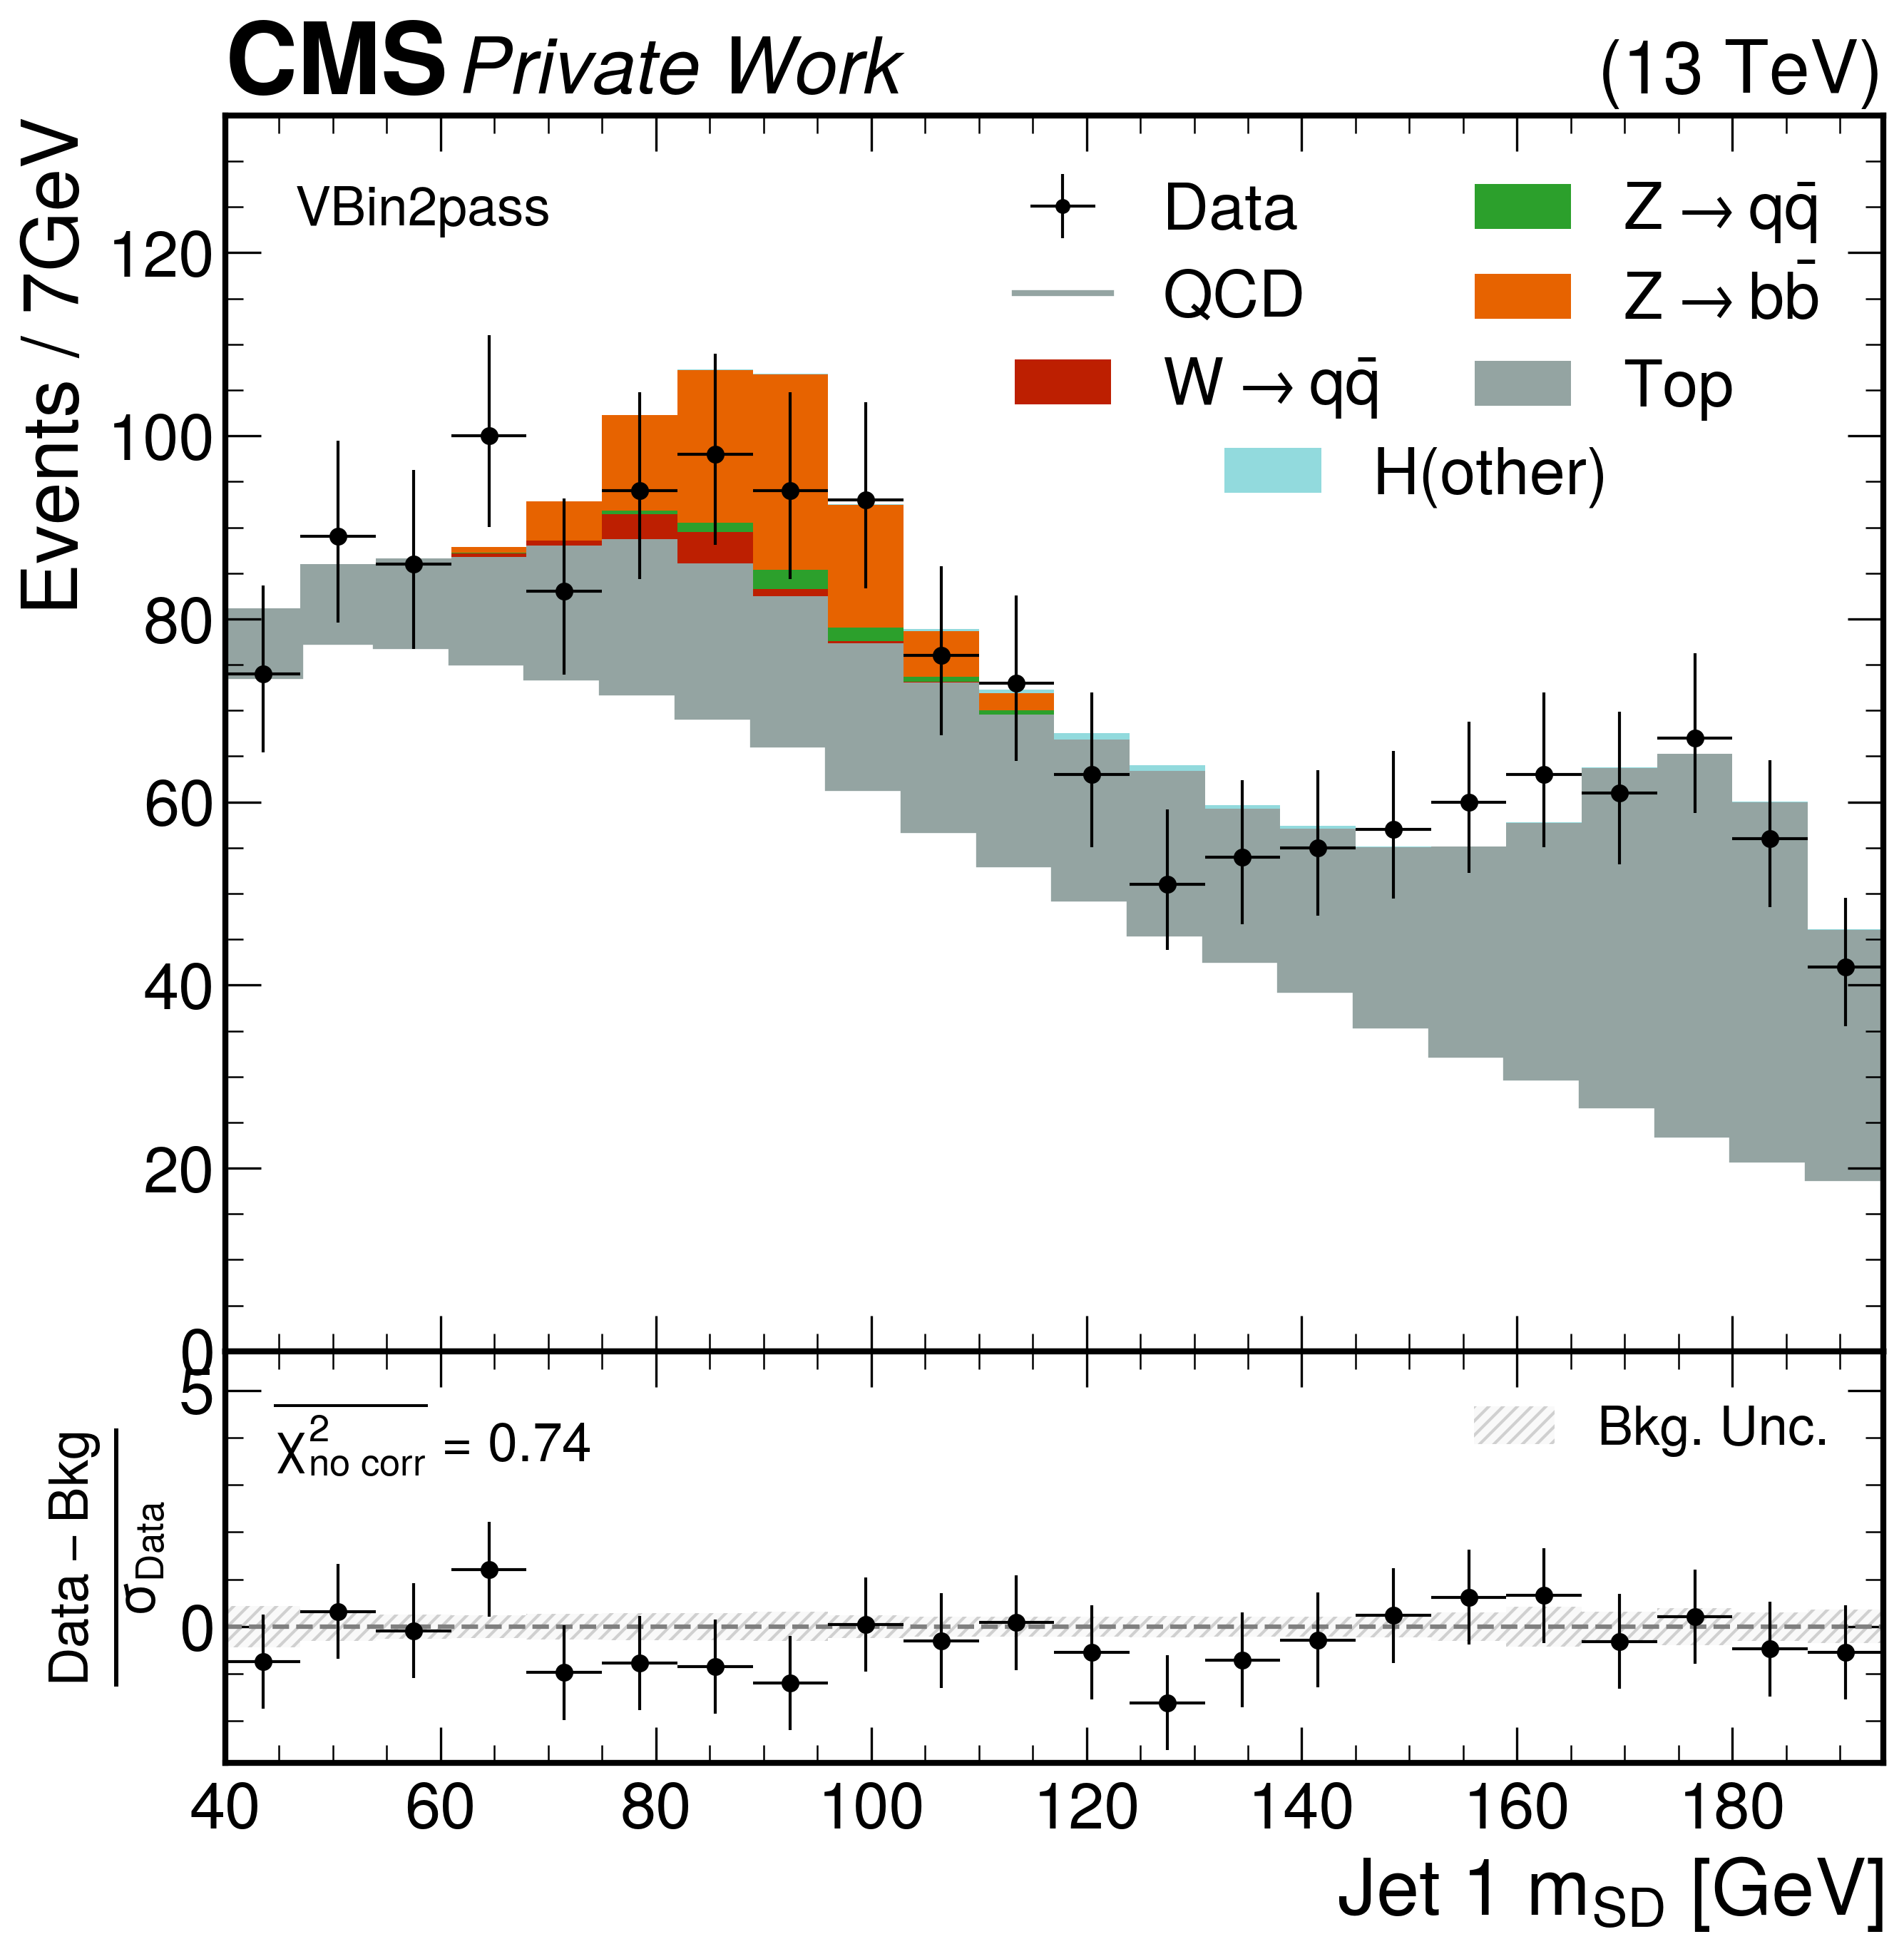 CMS Private Work (13 TeV)
Events / 7GeV
VBin2pass
Data
QCD
W → qq̄
Z → qq̄
Z → bb̄
Top
H(other)
120
100
80
60
40
20
0
5
0
Data − Bkg
σData
χ²no corr = 0.74
Bkg. Unc.
40 60 80 100 120 140 160 180
Jet 1 mSD [GeV]